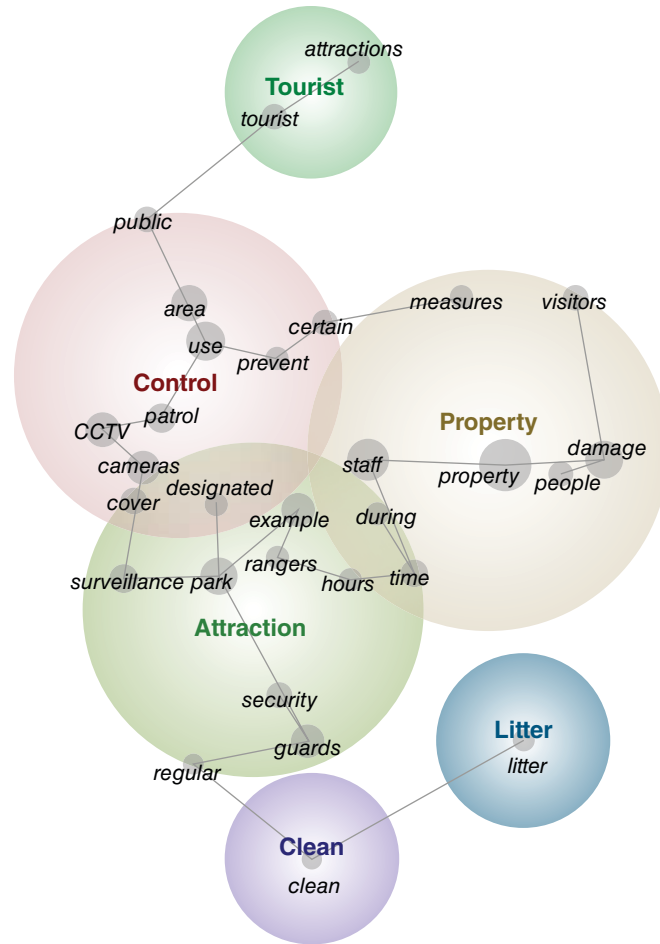 attractions
Tourist
tourist
public
area
measures
visitors
certain
use
prevent
Control
patrol
CCTV
Property
damage
cameras
staff
property
people
designated
cover
example
during
rangers
surveillance
park
hours
time
Attraction
security
Litter
guards
litter
regular
Clean
clean